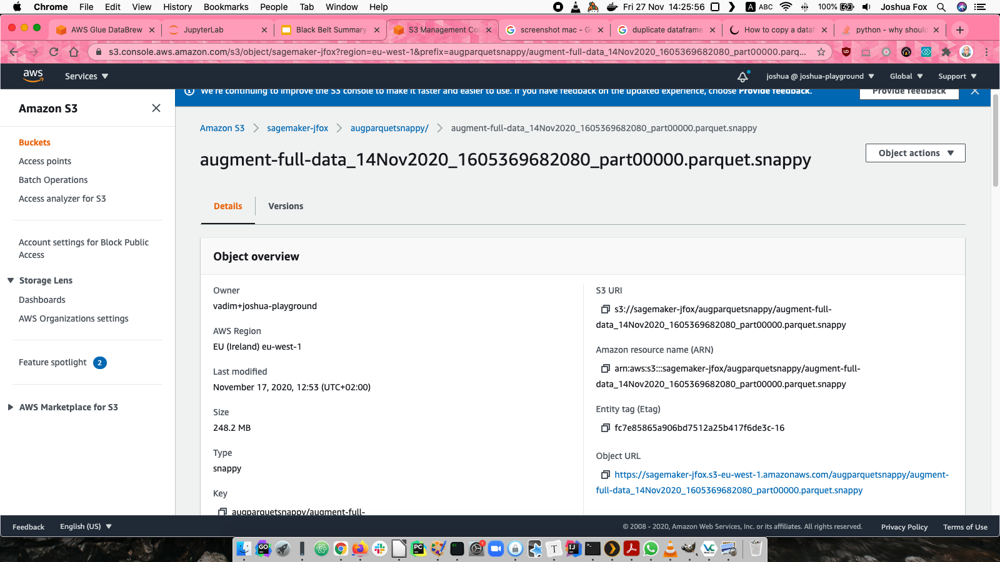 Chrome File Edit View History Bookmarks People Tab Window Help Fri 27 Nov 14:25:56 A ABC 100% Joshua Fox
AWS Glue DataBrew JupyterLab Black Belt Summary S3 Management Co screenshot mac - G duplicate dataframe How to copy a dataf python - why should
s3.console.aws.amazon.com/s3/object/sagemaker-jfox?region=eu-west-1&prefix=augparquetsnappy/augment-full-data_14Nov2020_1605369682080_part00000.parq...
aws Services joshua @ joshua-playground Global Support
We're continuing to improve the S3 console to make it faster and easier to use. If you have feedback on the updated experience, choose Provide feedback. Provide feedback
Amazon S3
Buckets
Access points
Batch Operations
Access analyzer for S3
Account settings for Block Public
Access
Storage Lens
Dashboards
AWS Organizations settings
Feature spotlight 2
AWS Marketplace for S3
Amazon S3 sagemaker-jfox augparquetsnappy/ augment-full-data_14Nov2020_1605369682080_part00000.parquet.snappy
augment-full-data_14Nov2020_1605369682080_part00000.parquet.snappy
Object actions
Details Versions
Object overview
Owner
vadim+joshua-playground
AWS Region
EU (Ireland) eu-west-1
Last modified
November 17, 2020, 12:53 (UTC+02:00)
Size
248.2 MB
Type
snappy
Key
augparquetsnappy/augment-full-
S3 URI
s3://sagemaker-jfox/augparquetsnappy/augment-full-
data_14Nov2020_1605369682080_part00000.parquet.snappy
Amazon resource name (ARN)
arn:aws:s3:::sagemaker-jfox/augparquetsnappy/augment-full-
data_14Nov2020_1605369682080_part00000.parquet.snappy
Entity tag (Etag)
fc7e85865a906bd7512a25b417f6de3c-16
Object URL
https://sagemaker-jfox.s3-eu-west-1.amazonaws.com/augparquetsnappy/augment-
full-data_14Nov2020_1605369682080_part00000.parquet.snappy
Feedback English (US) © 2008 - 2020, Amazon Web Services, Inc. or its affiliates. All rights reserved. Privacy Policy Terms of Use
GO PC T IJ